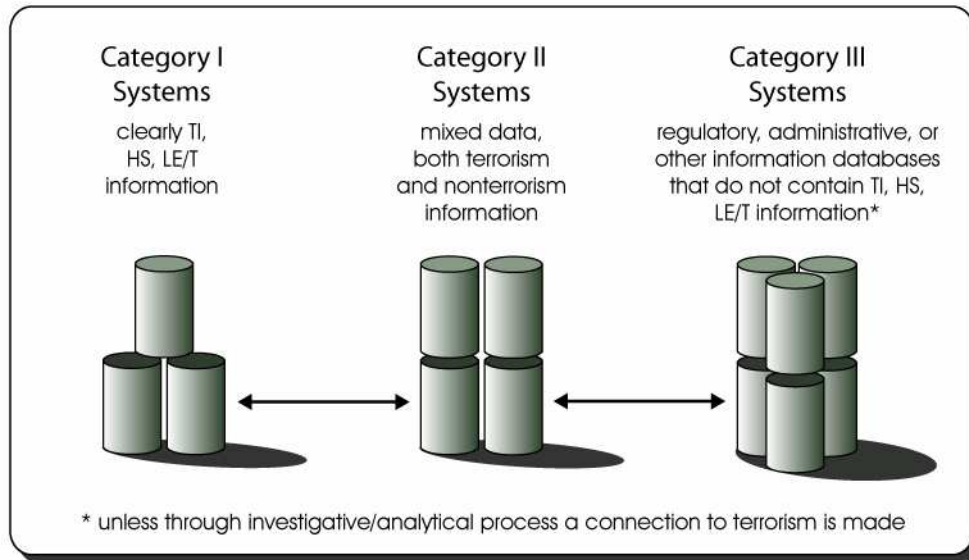 Category I
Systems
clearly TI,
HS, LE/T
information
Category II
Systems
mixed data,
both terrorism
and nonterrorism
information
Category III
Systems
regulatory, administrative, or
other information databases
that do not contain TI, HS,
LE/T information*
* unless through investigative/analytical process a connection to terrorism is made